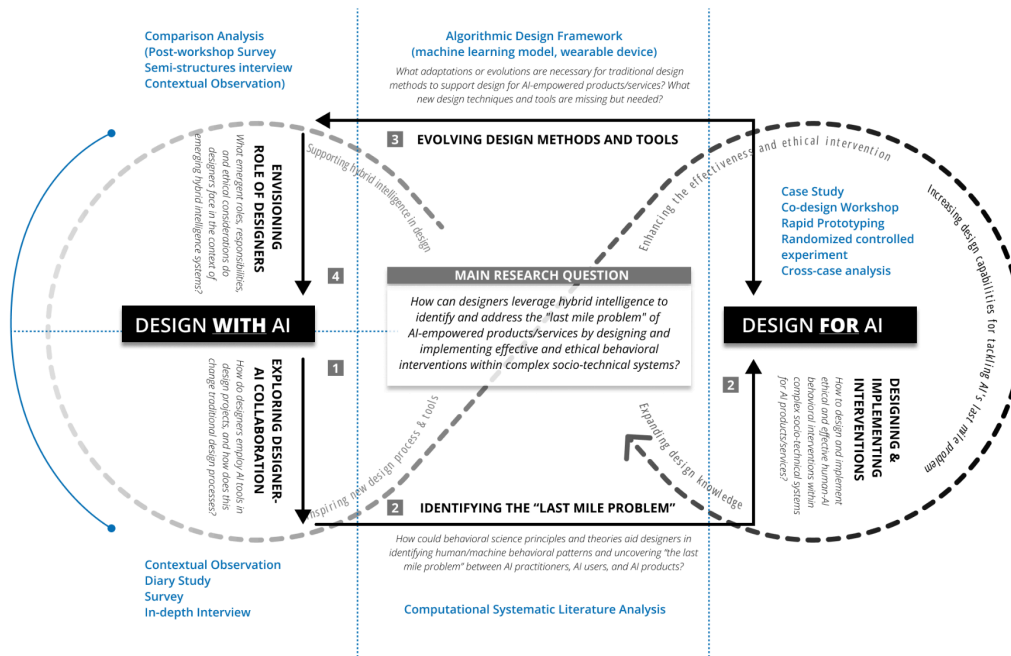 Comparison Analysis
(Post-workshop Survey
Semi-structures interview
Contextual Observation)
Algorithmic Design Framework
(machine learning model, wearable device)
What adaptations or evolutions are necessary for traditional design
methods to support design for AI-empowered products/services? What
new design techniques and tools are missing but needed?
3
EVOLVING DESIGN METHODS AND TOOLS
Supporting hybrid intelligence in design
Enhancing the effectiveness and ethical intervention
Increasing design capabilities for tackling AI's last mile problem
ENVISIONING
ROLE OF DESIGNERS
What emergent roles, responsibilities,
and ethical considerations do
designers face in the context of
emerging hybrid intelligence systems?
4
Case Study
Co-design Workshop
Rapid Prototyping
Randomized controlled
experiment
Cross-case analysis
MAIN RESEARCH QUESTION
How can designers leverage hybrid intelligence to
identify and address the "last mile problem" of
AI-empowered products/services by designing and
implementing effective and ethical behavioral
interventions within complex socio-technical systems?
DESIGN WITH AI
DESIGN FOR AI
1
EXPLORING DESIGNER-
AI COLLABORATION
How do designers employ AI tools in
design projects, and how does this
change traditional design processes?
2
DESIGNING &
IMPLEMENTING
INTERVENTIONS
How to design and implement
ethical and effective human-AI
behavioral interventions within
complex socio-technical systems
for AI products/services?
Inspiring new design process & tools
Expanding design knowledge
2
IDENTIFYING THE “LAST MILE PROBLEM”
How could behavioral science principles and theories aid designers in
identifying human/machine behavioral patterns and uncovering "the last
mile problem" between AI practitioners, AI users, and AI products?
Contextual Observation
Diary Study
Survey
In-depth Interview
Computational Systematic Literature Analysis